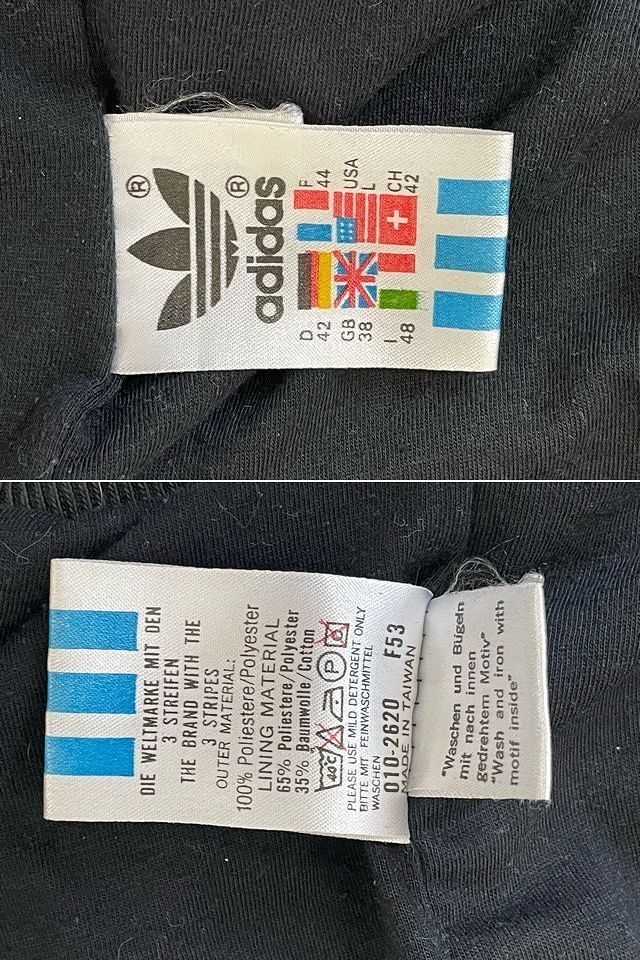 ®
adidas®
D F
42 44
GB USA
38 L
I CH
48 42
DIE WELTMARKE MIT DEN
3 STREIFEN
THE BRAND WITH THE
3 STRIPES
OUTER MATERIAL:
100% Poliestere/Polyester
LINING MATERIAL
65% Poliestere/Polyester
35% Baumwolle/Cotton
40°C P
PLEASE USE MILD DETERGENT ONLY
BITTE MIT FEINWASCHMITTEL
WASCHEN
010-2620 F53
MADE IN TAIWAN
"Waschen und Bügeln
mit nach innen
gedrehtem Motiv"
"Wash and iron with
motif inside"